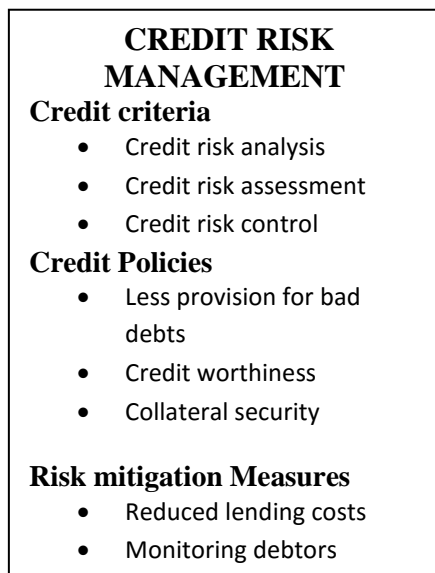 CREDIT RISK
MANAGEMENT
Credit criteria
• Credit risk analysis
• Credit risk assessment
• Credit risk control
Credit Policies
• Less provision for bad
debts
• Credit worthiness
• Collateral security
Risk mitigation Measures
• Reduced lending costs
• Monitoring debtors